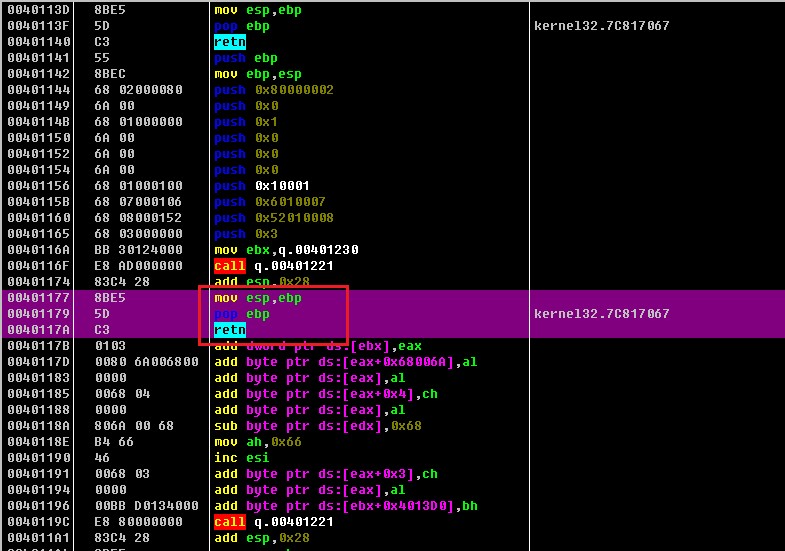 0040113D 8BE5 mov esp,ebp
0040113F 5D pop ebp kernel32.7C817067
00401140 C3 retn
00401141 55 push ebp
00401142 8BEC mov ebp,esp
00401144 68 02000080 push 0x80000002
00401149 6A 00 push 0x0
0040114B 68 01000000 push 0x1
00401150 6A 00 push 0x0
00401152 6A 00 push 0x0
00401154 6A 00 push 0x0
00401156 68 01000100 push 0x10001
0040115B 68 07000106 push 0x6010007
00401160 68 08000152 push 0x52010008
00401165 68 03000000 push 0x3
0040116A BB 30124000 mov ebx,q.00401230
0040116F E8 AD000000 call q.00401221
00401174 83C4 28 add esp,0x28
00401177 8BE5 mov esp,ebp
00401179 5D pop ebp kernel32.7C817067
0040117A C3 retn
0040117B 0103 add dword ptr ds:[ebx],eax
0040117D 0080 6A006800 add byte ptr ds:[eax+0x68006A],al
00401183 0000 add byte ptr ds:[eax],al
00401185 0068 04 add byte ptr ds:[eax+0x4],ch
00401188 0000 add byte ptr ds:[eax],al
0040118A 806A 00 68 sub byte ptr ds:[edx],0x68
0040118E B4 66 mov ah,0x66
00401190 46 inc esi
00401191 0068 03 add byte ptr ds:[eax+0x3],ch
00401194 0000 add byte ptr ds:[eax],al
00401196 00BB D0134000 add byte ptr ds:[ebx+0x4013D0],bh
0040119C E8 80000000 call q.00401221
004011A1 83C4 28 add esp,0x28